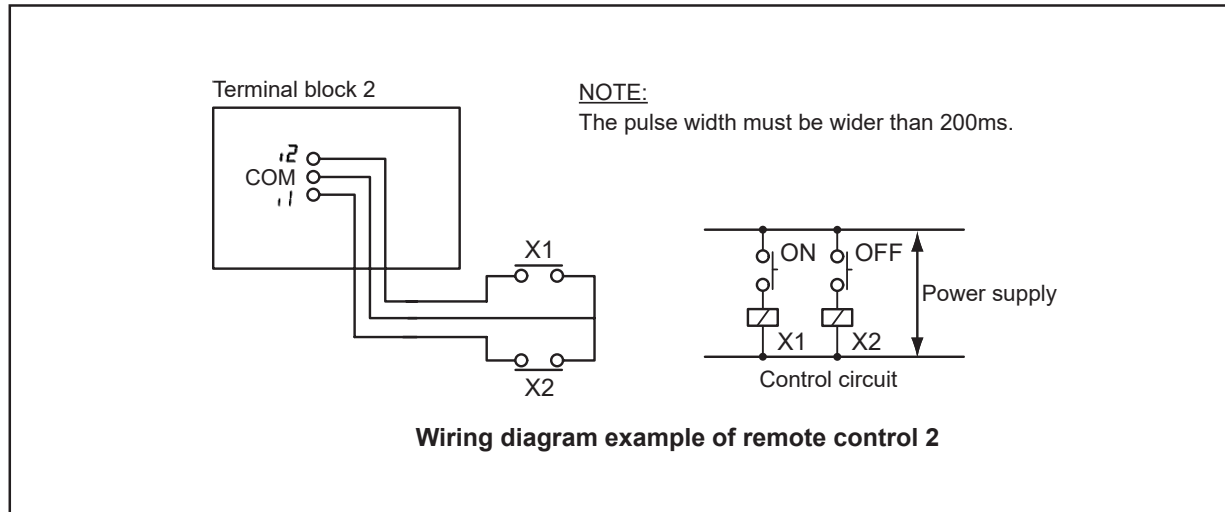 Terminal block 2
NOTE:
The pulse width must be wider than 200ms.
i2
COM
i1
X1
X2
ON OFF
Power supply
X1 X2
Control circuit
Wiring diagram example of remote control 2